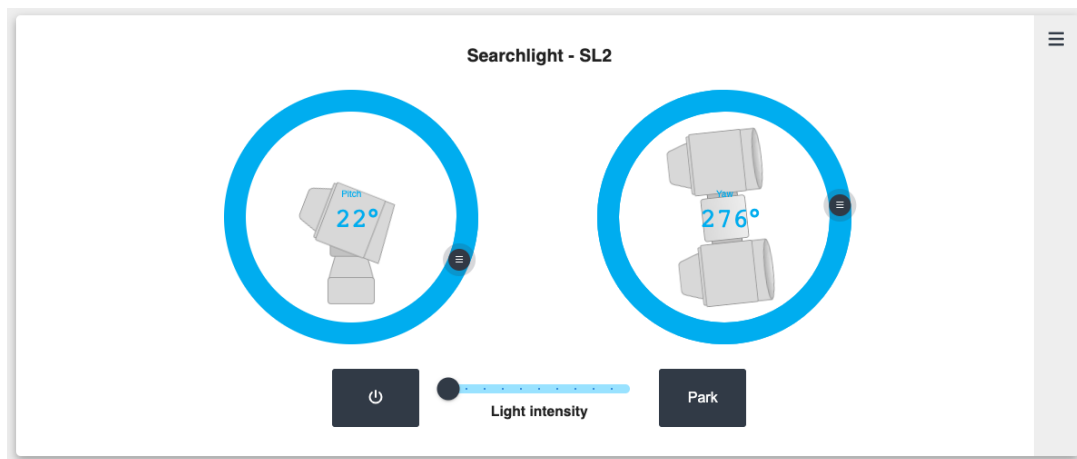 Searchlight - SL2
Pitch
22°
Yaw
276°
Light intensity
Park